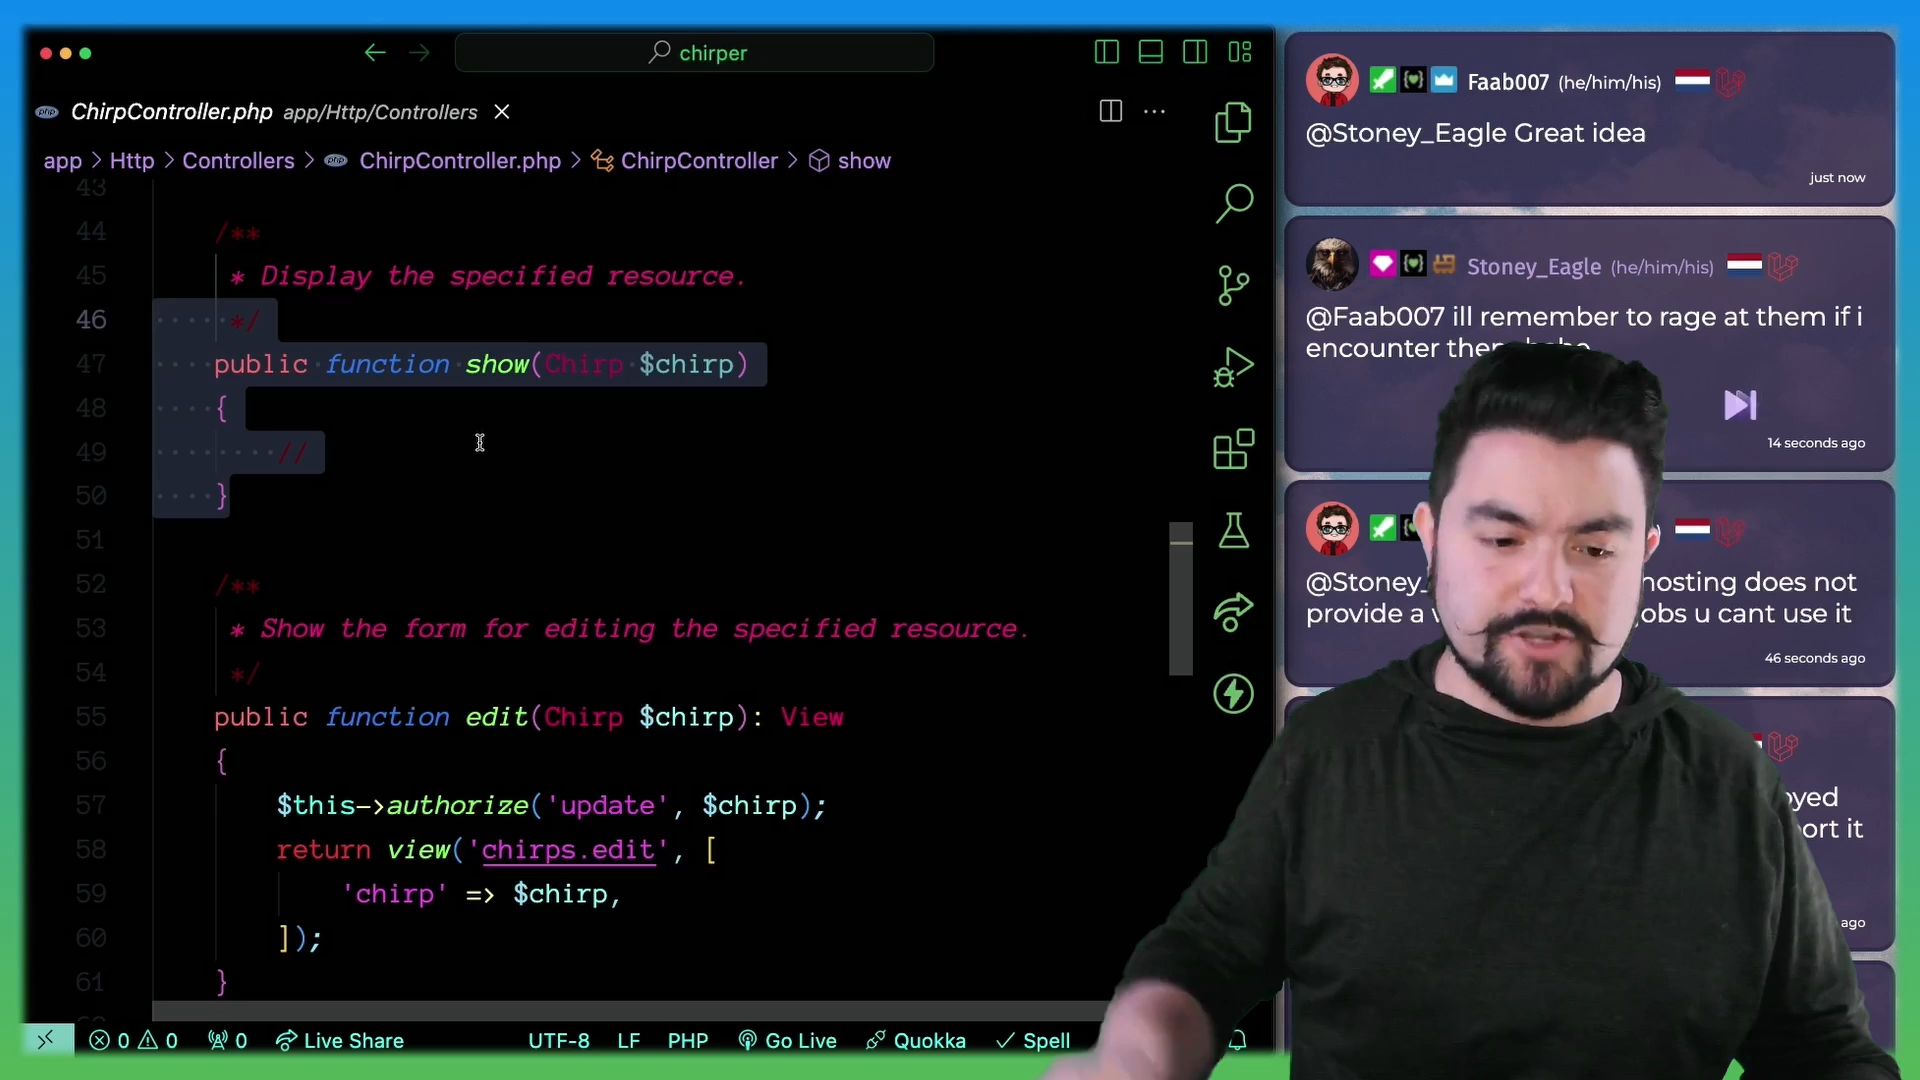 chirper
ChirpController.php app/Http/Controllers
app > Http > Controllers > php ChirpController.php > ChirpController > show
43
44 /**
45 * Display the specified resource.
46 */
47 public function show(Chirp $chirp)
48 {
49 //
50 }
51
52 /**
53 * Show the form for editing the specified resource.
54 */
55 public function edit(Chirp $chirp): View
56 {
57 $this->authorize('update', $chirp);
58 return view('chirps.edit', [
59 'chirp' => $chirp,
60 ]);
61 }
0 0 0 Live Share UTF-8 LF PHP Go Live Quokka Spell
Faab007 (he/him/his)
@Stoney_Eagle Great idea
just now
Stoney_Eagle (he/him/his)
@Faab007 ill remember to rage at them if i
encounter
14 seconds ago
hosting does not
provide a
u cant use it
46 seconds ago
it
ago